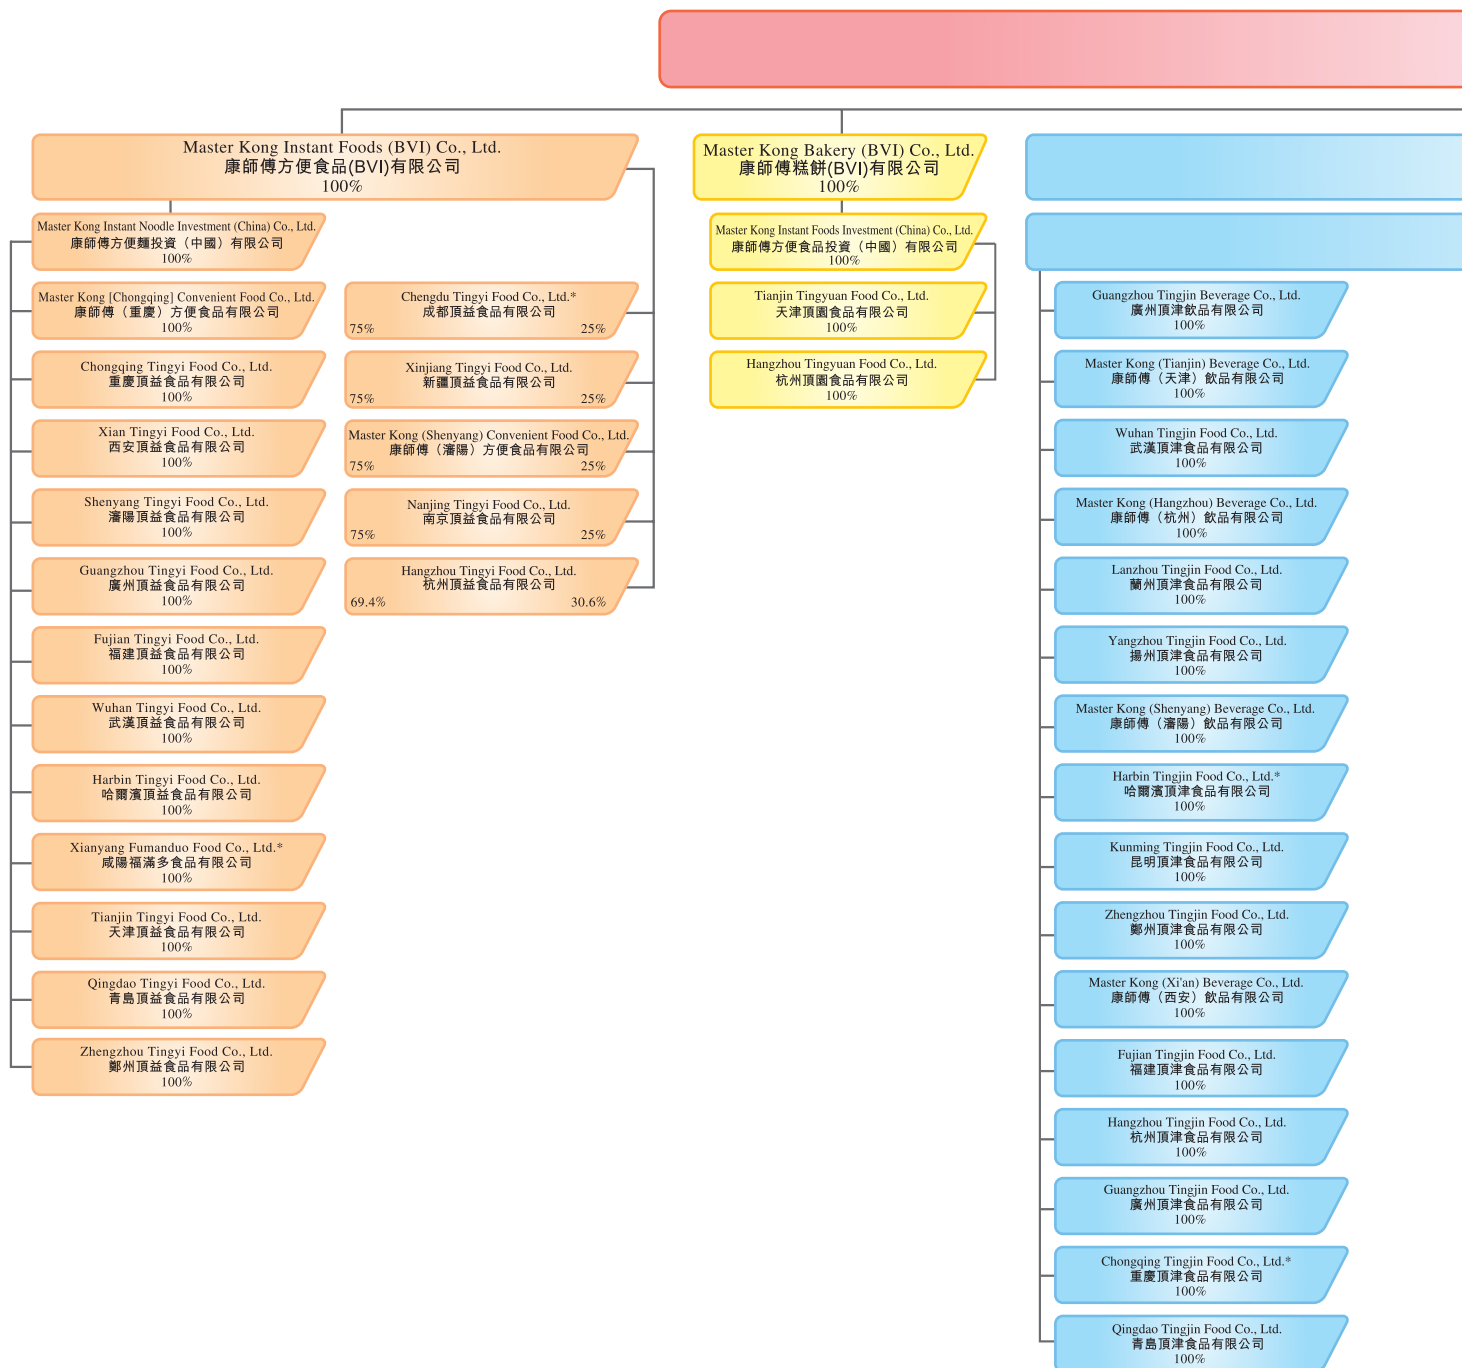 Master Kong Instant Foods (BVI) Co., Ltd.
康師傅方便食品(BVI)有限公司
100%
Master Kong Instant Noodle Investment (China) Co., Ltd.
康師傅方便麵投資（中國）有限公司
100%
Master Kong [Chongqing] Convenient Food Co., Ltd.
康師傅（重慶）方便食品有限公司
100%
Chongqing Tingyi Food Co., Ltd.
重慶頂益食品有限公司
100%
Xian Tingyi Food Co., Ltd.
西安頂益食品有限公司
100%
Shenyang Tingyi Food Co., Ltd.
瀋陽頂益食品有限公司
100%
Guangzhou Tingyi Food Co., Ltd.
廣州頂益食品有限公司
100%
Fujian Tingyi Food Co., Ltd.
福建頂益食品有限公司
100%
Wuhan Tingyi Food Co., Ltd.
武漢頂益食品有限公司
100%
Harbin Tingyi Food Co., Ltd.
哈爾濱頂益食品有限公司
100%
Xianyang Fumanduo Food Co., Ltd.*
咸陽福滿多食品有限公司
100%
Tianjin Tingyi Food Co., Ltd.
天津頂益食品有限公司
100%
Qingdao Tingyi Food Co., Ltd.
青島頂益食品有限公司
100%
Zhengzhou Tingyi Food Co., Ltd.
鄭州頂益食品有限公司
100%
Chengdu Tingyi Food Co., Ltd.*
成都頂益食品有限公司
75% 25%
Xinjiang Tingyi Food Co., Ltd.
新疆頂益食品有限公司
75% 25%
Master Kong (Shenyang) Convenient Food Co., Ltd.
康師傅（瀋陽）方便食品有限公司
75% 25%
Nanjing Tingyi Food Co., Ltd.
南京頂益食品有限公司
75% 25%
Hangzhou Tingyi Food Co., Ltd.
杭州頂益食品有限公司
69.4% 30.6%
Master Kong Bakery (BVI) Co., Ltd.
康師傅糕餅(BVI)有限公司
100%
Master Kong Instant Foods Investment (China) Co., Ltd.
康師傅方便食品投資（中國）有限公司
100%
Tianjin Tingyuan Food Co., Ltd.
天津頂園食品有限公司
100%
Hangzhou Tingyuan Food Co., Ltd.
杭州頂園食品有限公司
100%
Guangzhou Tingjin Beverage Co., Ltd.
廣州頂津飲品有限公司
100%
Master Kong (Tianjin) Beverage Co., Ltd.
康師傅（天津）飲品有限公司
100%
Wuhan Tingjin Food Co., Ltd.
武漢頂津食品有限公司
100%
Master Kong (Hangzhou) Beverage Co., Ltd.
康師傅（杭州）飲品有限公司
100%
Lanzhou Tingjin Food Co., Ltd.
蘭州頂津食品有限公司
100%
Yangzhou Tingjin Food Co., Ltd.
揚州頂津食品有限公司
100%
Master Kong (Shenyang) Beverage Co., Ltd.
康師傅（瀋陽）飲品有限公司
100%
Harbin Tingjin Food Co., Ltd.*
哈爾濱頂津食品有限公司
100%
Kunming Tingjin Food Co., Ltd.
昆明頂津食品有限公司
100%
Zhengzhou Tingjin Food Co., Ltd.
鄭州頂津食品有限公司
100%
Master Kong (Xi'an) Beverage Co., Ltd.
康師傅（西安）飲品有限公司
100%
Fujian Tingjin Food Co., Ltd.
福建頂津食品有限公司
100%
Hangzhou Tingjin Food Co., Ltd.
杭州頂津食品有限公司
100%
Guangzhou Tingjin Food Co., Ltd.
廣州頂津食品有限公司
100%
Chongqing Tingjin Food Co., Ltd.*
重慶頂津食品有限公司
100%
Qingdao Tingjin Food Co., Ltd.
青島頂津食品有限公司
100%